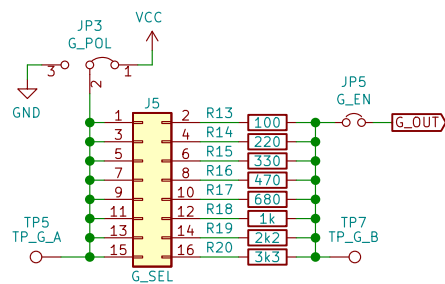 JP3
G_POL
VCC
3
1
2
GND
J5
JP5
G_EN
G_OUT
1 2 R13 100
3 4 R14 220
5 6 R15 330
7 8 R16 470
9 10 R17 680
11 12 R18 1k
13 14 R19 2k2
15 16 R20 3k3
TP5
TP_G_A
TP7
TP_G_B
G_SEL